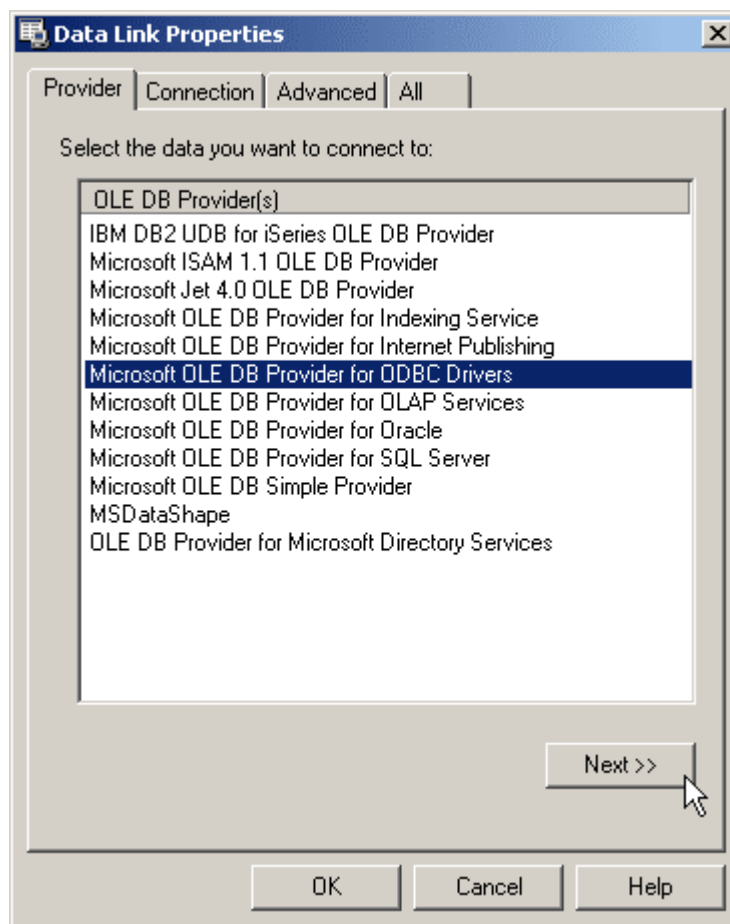 Data Link Properties
Provider Connection Advanced All
Select the data you want to connect to:
OLE DB Provider(s)
IBM DB2 UDB for iSeries OLE DB Provider
Microsoft ISAM 1.1 OLE DB Provider
Microsoft Jet 4.0 OLE DB Provider
Microsoft OLE DB Provider for Indexing Service
Microsoft OLE DB Provider for Internet Publishing
Microsoft OLE DB Provider for ODBC Drivers
Microsoft OLE DB Provider for OLAP Services
Microsoft OLE DB Provider for Oracle
Microsoft OLE DB Provider for SQL Server
Microsoft OLE DB Simple Provider
MSDataShape
OLE DB Provider for Microsoft Directory Services
Next >>
OK Cancel Help